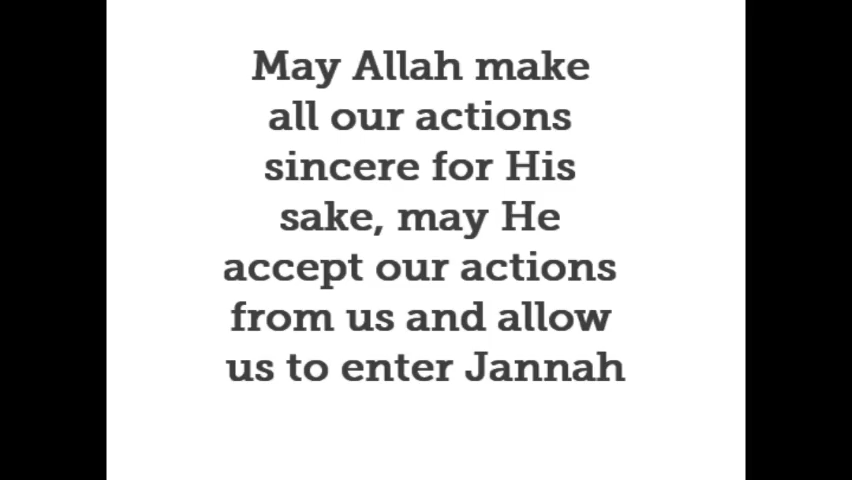 May Allah make
all our actions
sincere for His
sake, may He
accept our actions
from us and allow
us to enter Jannah